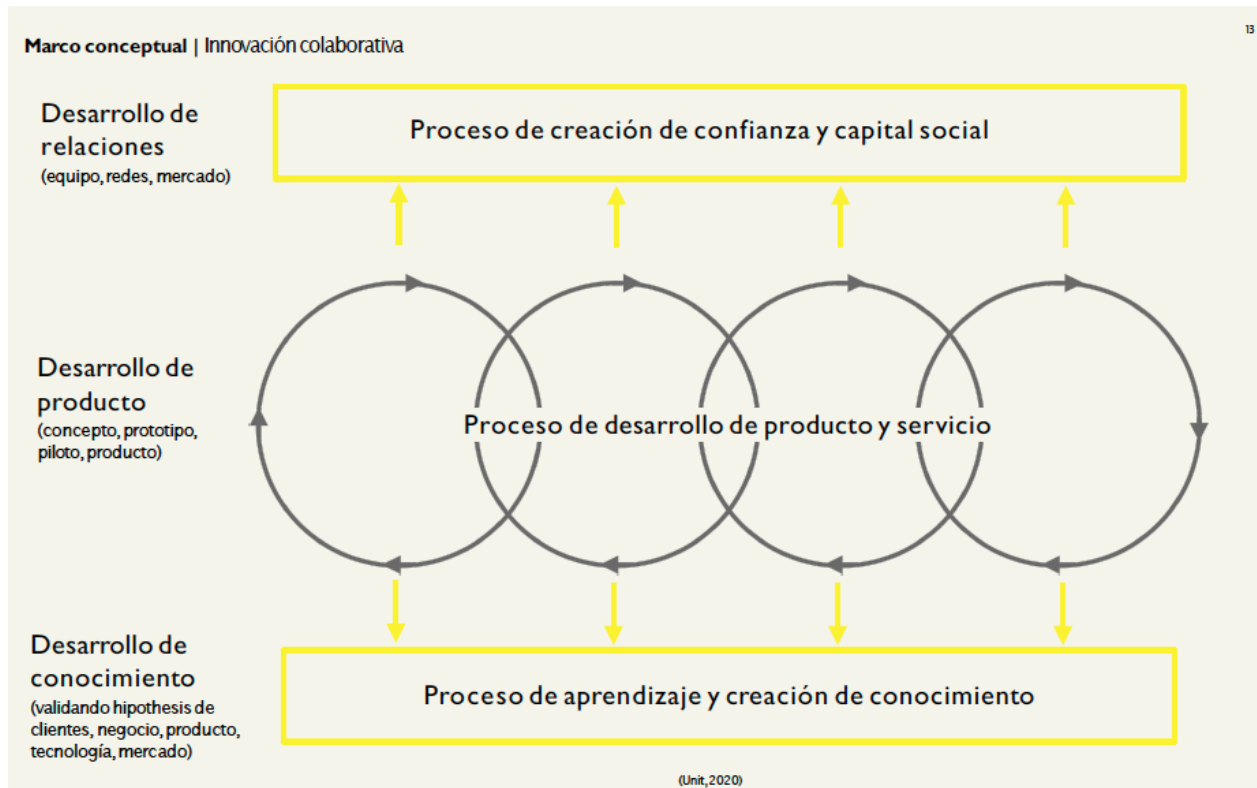 13
Marco conceptual | Innovación colaborativa
Desarrollo de
relaciones
(equipo, redes, mercado)
Proceso de creación de confianza y capital social
Desarrollo de
producto
(concepto, prototipo,
piloto, producto)
Proceso de desarrollo de producto y servicio
Desarrollo de
conocimiento
(validando hipothesis de
clientes, negocio, producto,
tecnología, mercado)
Proceso de aprendizaje y creación de conocimiento
(Unit, 2020)